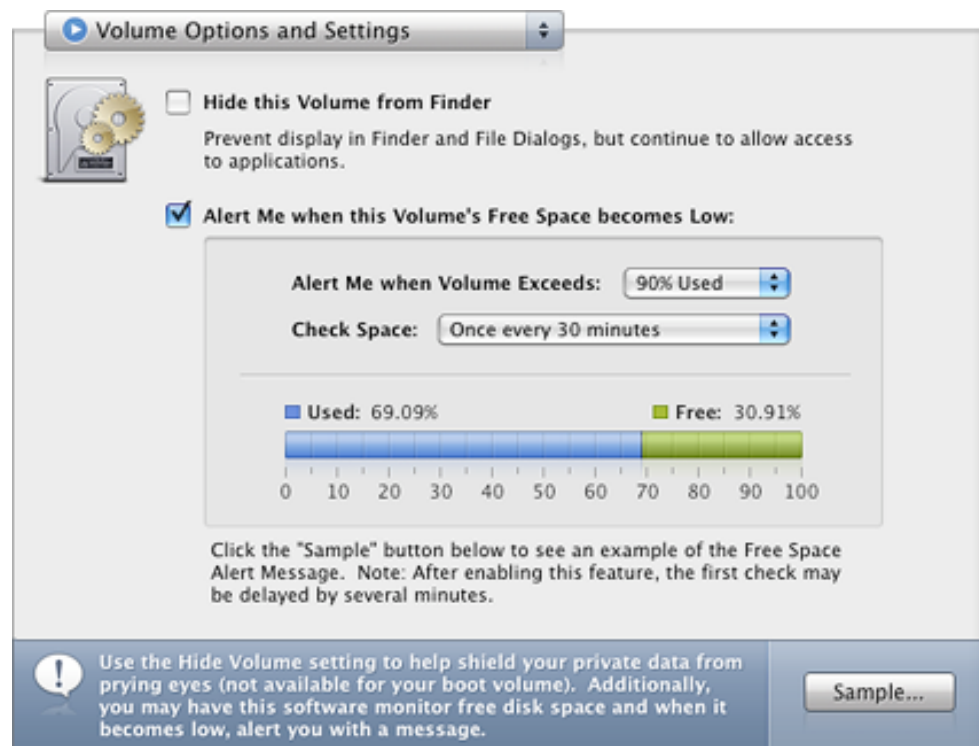 Volume Options and Settings
Hide this Volume from Finder
Prevent display in Finder and File Dialogs, but continue to allow access
to applications.
Alert Me when this Volume's Free Space becomes Low:
Alert Me when Volume Exceeds: 90% Used
Check Space: Once every 30 minutes
Used: 69.09% Free: 30.91%
0 10 20 30 40 50 60 70 80 90 100
Click the "Sample" button below to see an example of the Free Space
Alert Message. Note: After enabling this feature, the first check may
be delayed by several minutes.
Use the Hide Volume setting to help shield your private data from
prying eyes (not available for your boot volume). Additionally,
you may have this software monitor free disk space and when it
becomes low, alert you with a message.
Sample...